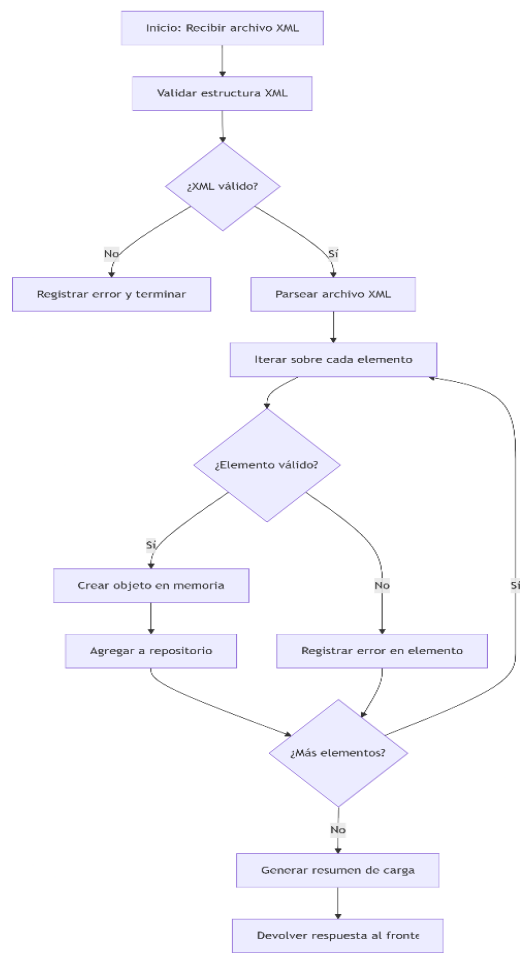 Inicio: Recibir archivo XML
Validar estructura XML
¿XML válido?
No
Sí
Registrar error y terminar
Parsear archivo XML
Iterar sobre cada elemento
¿Elemento válido?
Sí
Crear objeto en memoria
No
Sí
Agregar a repositorio
Registrar error en elemento
¿Más elementos?
No
Generar resumen de carga
Devolver respuesta al fronte